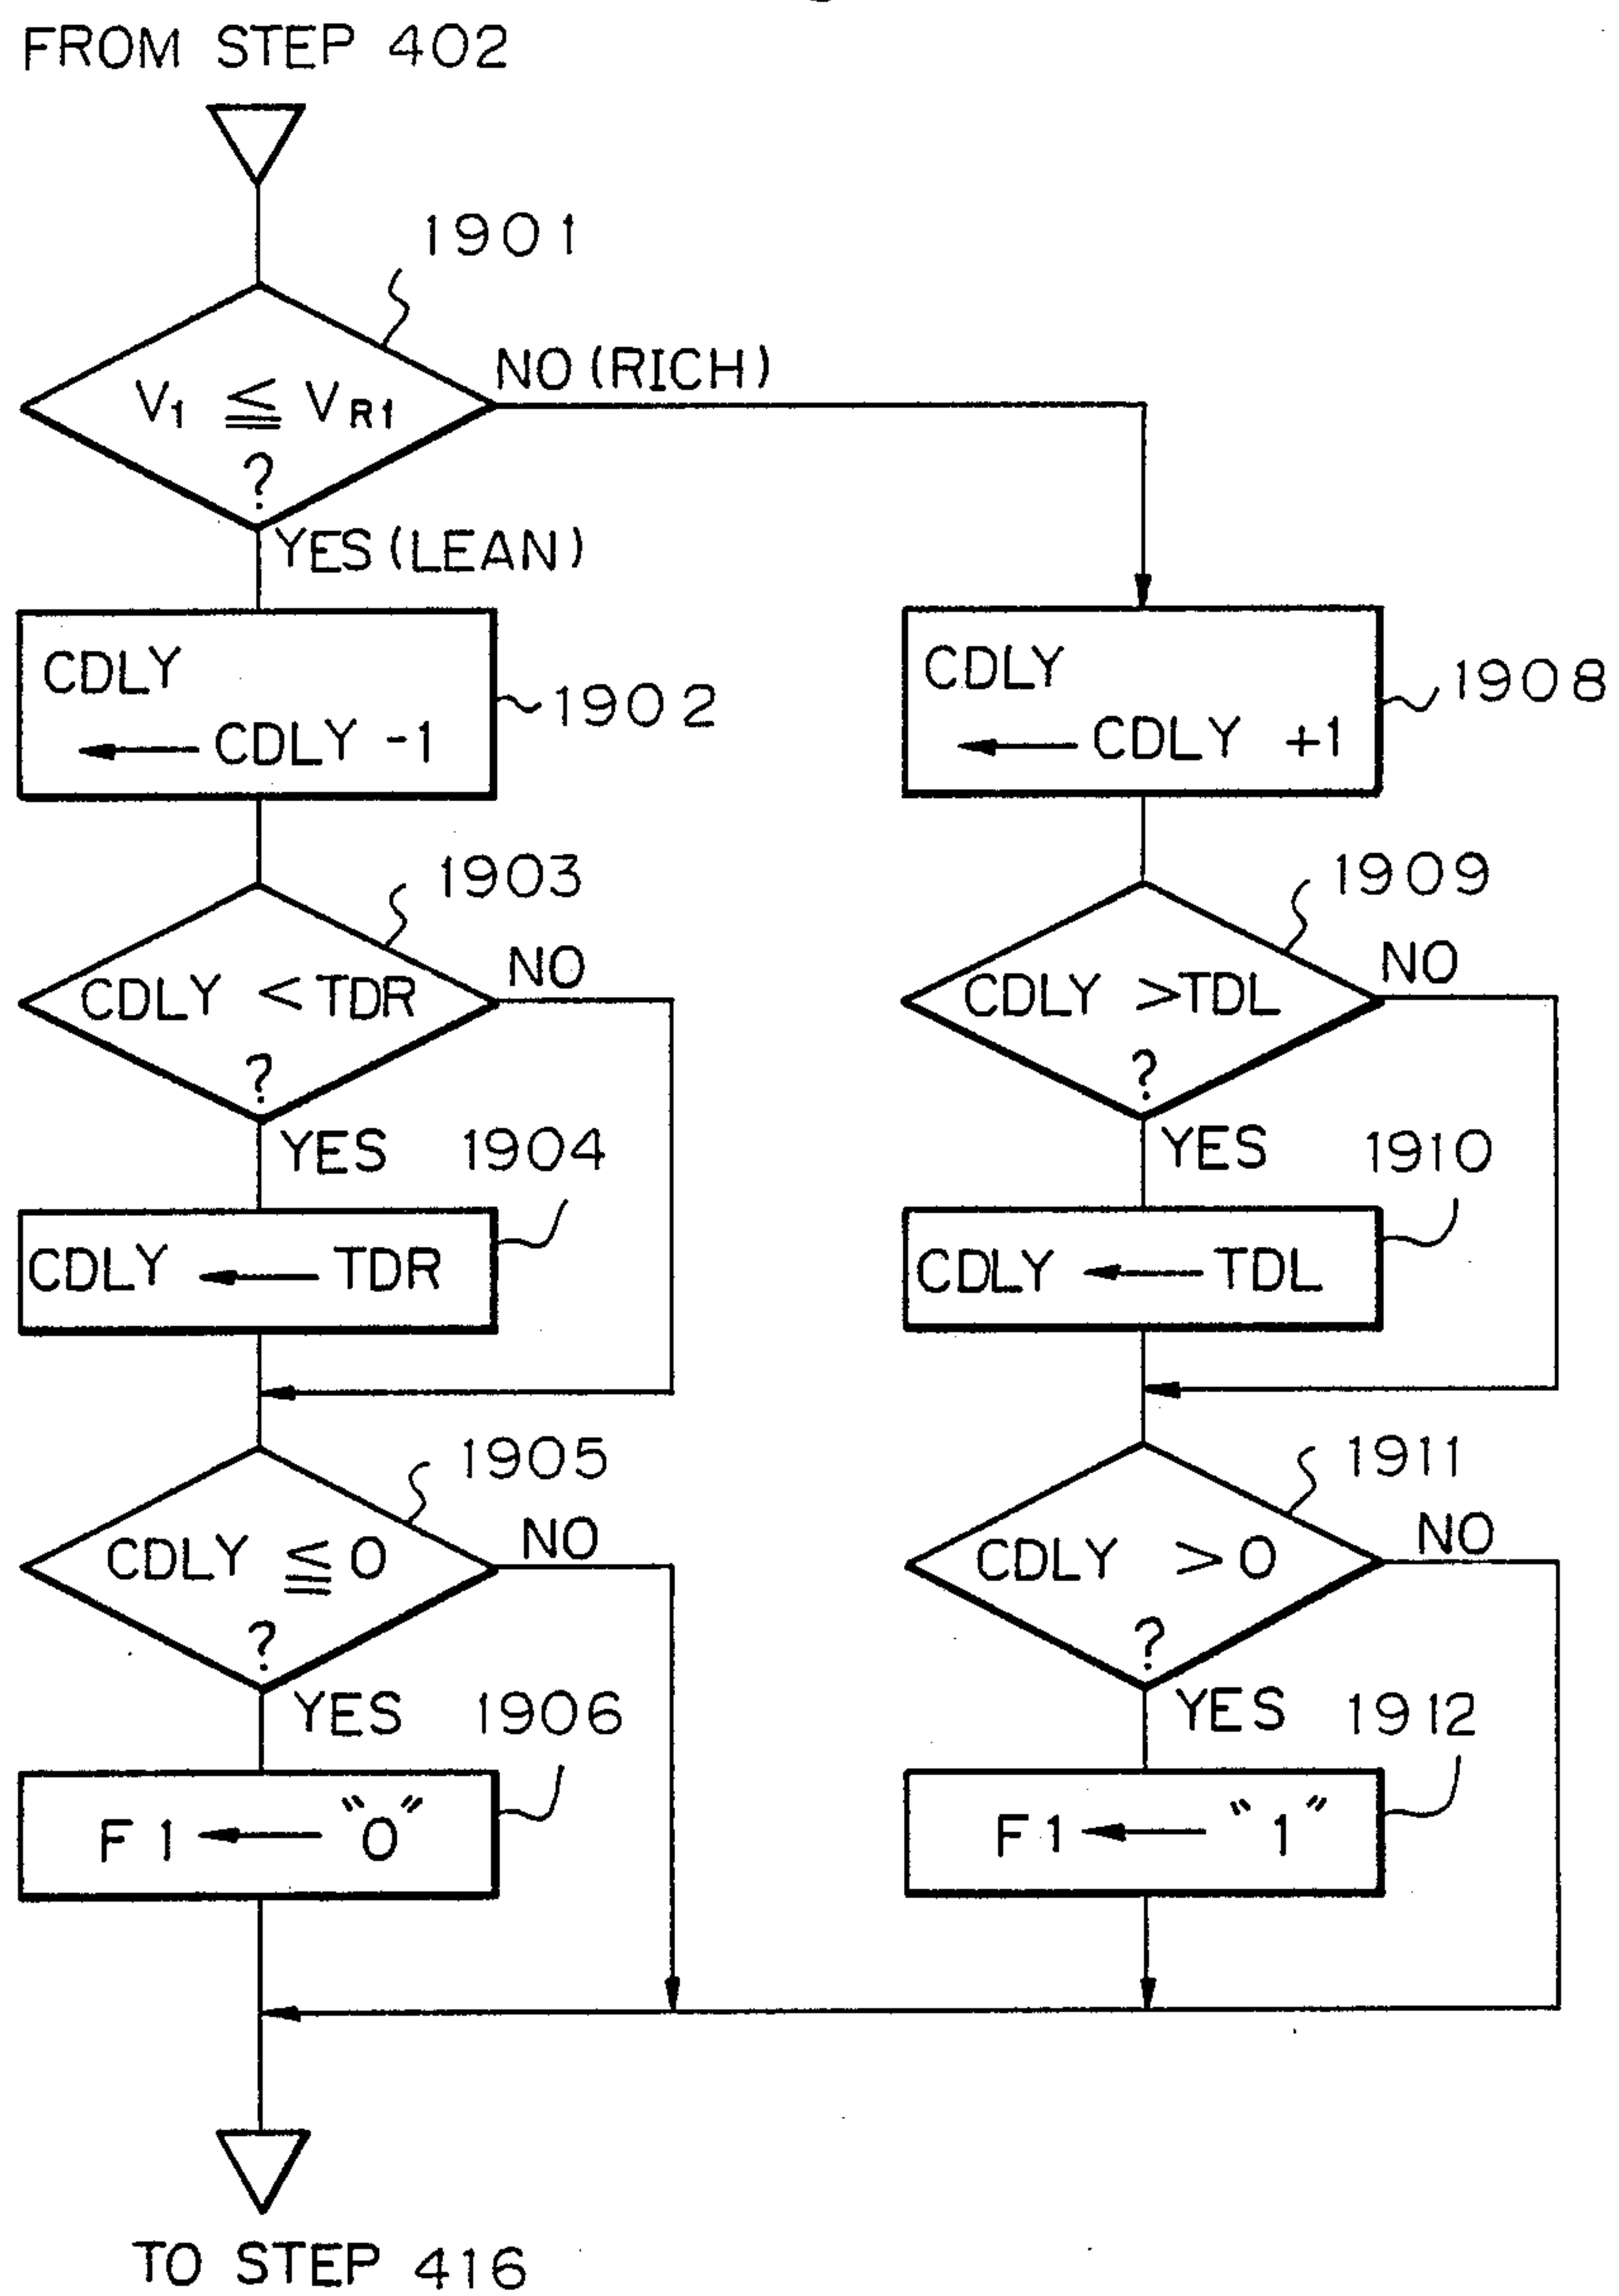 FROM STEP 402
1901
V1 ≦ VR1
?
NO (RICH)
YES (LEAN)
CDLY
← CDLY -1
1902
1903
CDLY < TDR
?
NO
YES
1904
CDLY ← TDR
1905
CDLY ≦ 0
?
NO
YES
1906
F1 ← "0"
CDLY
← CDLY +1
1908
1909
CDLY > TDL
?
NO
YES
1910
CDLY ← TDL
1911
CDLY > 0
?
NO
YES
1912
F1 ← "1"
TO STEP 416